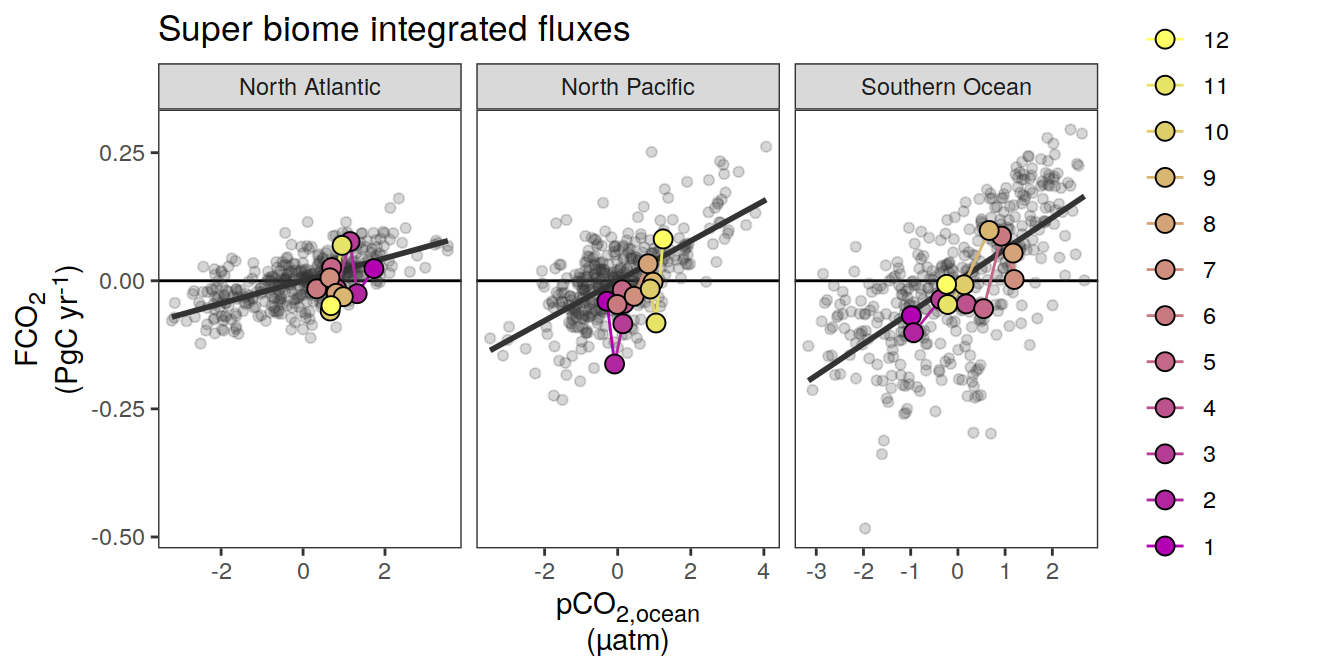 Super biome integrated fluxes
North Atlantic
North Pacific
Southern Ocean
0.25
0.00
-0.25
-0.50
FCO₂
(PgC yr⁻¹)
-2 0 2
-2 0 2 4
-3 -2 -1 0 1 2
pCO₂,ocean
(µatm)
12
11
10
9
8
7
6
5
4
3
2
1